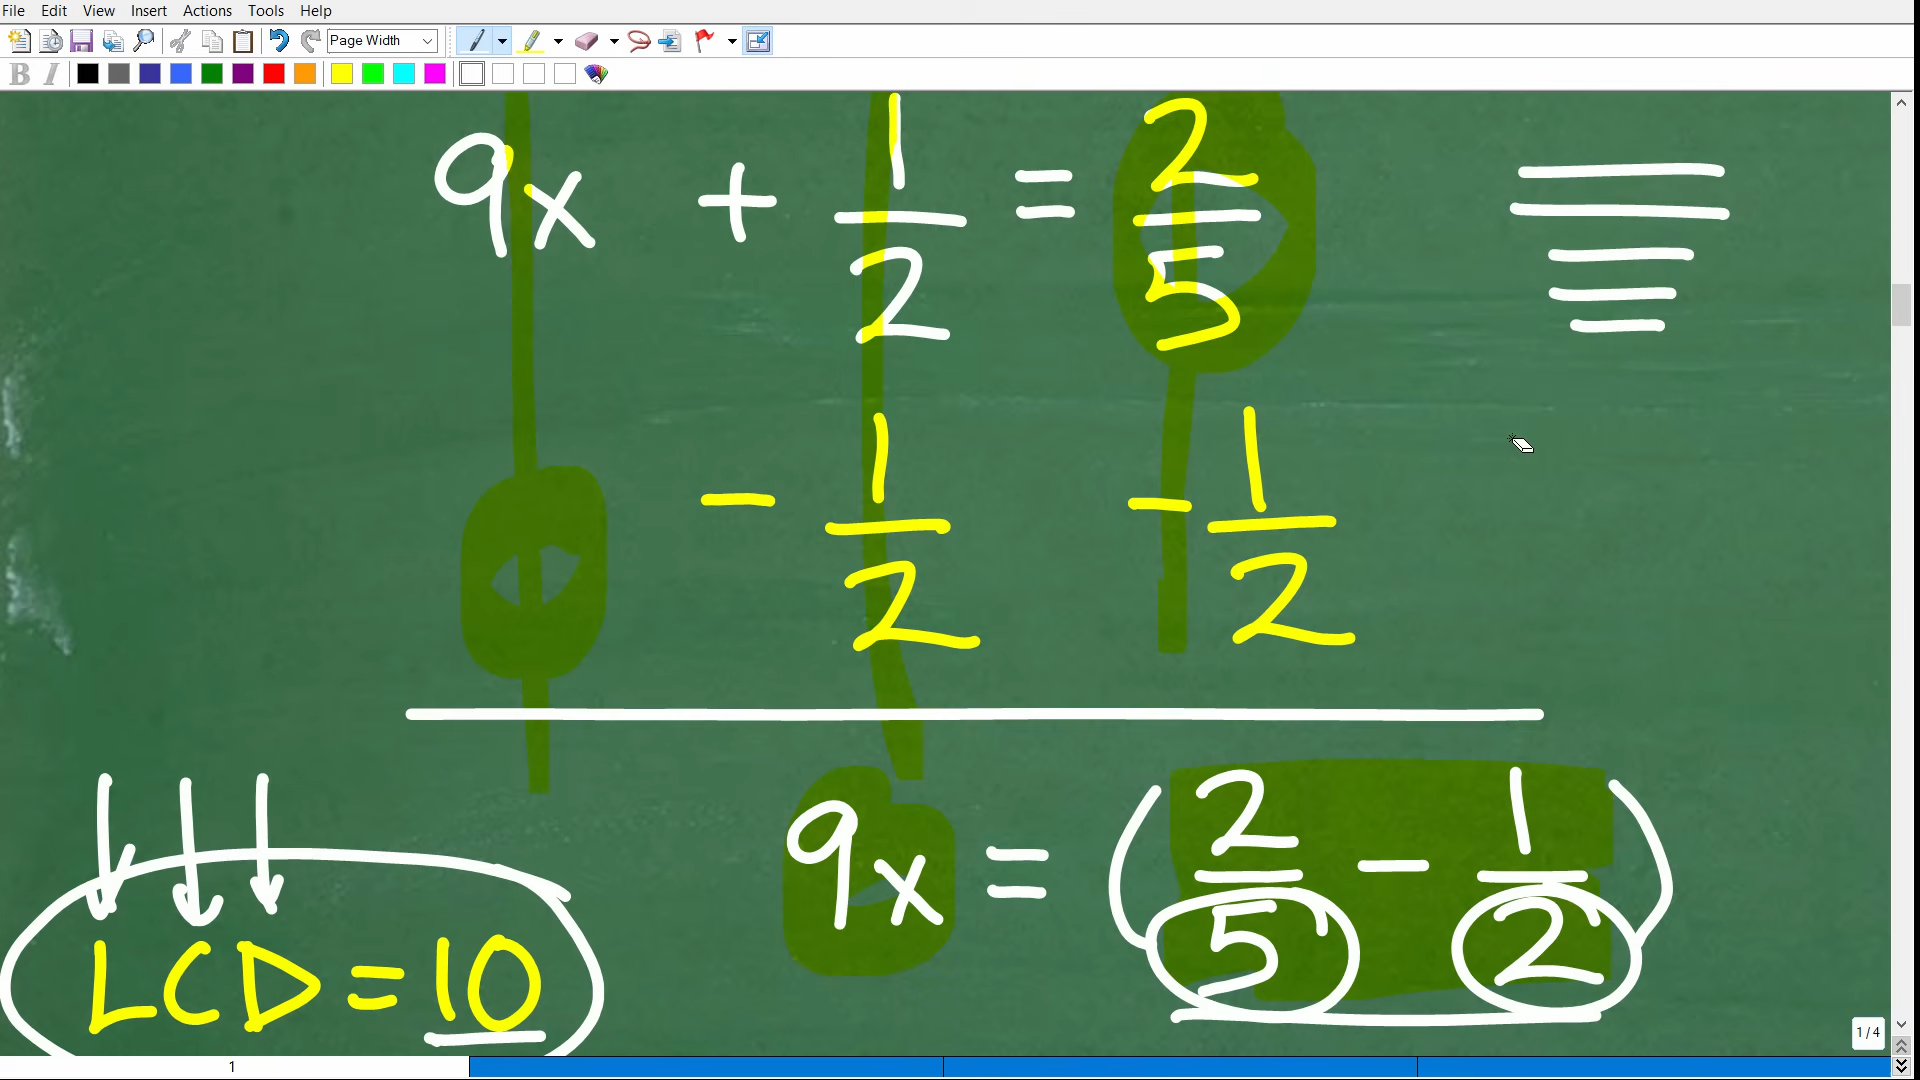 File Edit View Insert Actions Tools Help
Page Width
B I
9x + 1/2 = 2/5
- 1/2 - 1/2
9x = (2/5 - 1/2)
LCD = 10
1 / 4
1